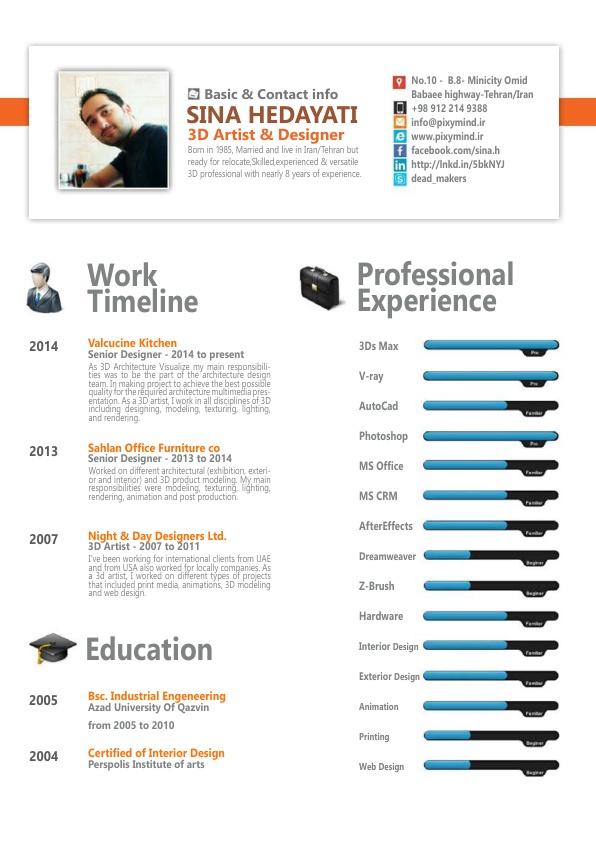 Basic & Contact info
SINA HEDAYATI
3D Artist & Designer
Born in 1985, Married and live in Iran/Tehran but
ready for relocate,Skilled,experienced & versatile
3D professional with nearly 8 years of experience.
No.10 - B.8- Minicity Omid
Babaee highway-Tehran/Iran
+98 912 214 9388
info@pixymind.ir
www.pixymind.ir
facebook.com/sina.h
http://lnkd.in/5bkNYJ
dead_makers
Work
Timeline
2014
Valcucine Kitchen
Senior Designer - 2014 to present
As 3D Architecture Visualize my main responsibili-
ties was to be part of the architecture design
team. In making project to achieve the best possible
quality for the required architecture multimedia pres-
entation. As a 3D artist, I work in all disciplines of 3D
including designing, modeling, texturing, lighting,
and rendering.
2013
Sahlan Office Furniture co
Senior Designer - 2013 to 2014
Worked on different architectural (exhibition, exteri-
or and interior) and 3D product modeling. My main
responsibilities were modeling, texturing, lighting,
rendering, animation and post production.
2007
Night & Day Designers Ltd.
3D Artist - 2007 to 2011
I've been working for international clients from UAE
and from USA also worked for locally companies. As
a 3d artist, I worked on different types of projects
that included print media, animations, 3D modeling
and web design.
Education
2005
Bsc. Industrial Engeneering
Azad University Of Qazvin
from 2005 to 2010
2004
Certified of Interior Design
Perspolis Institute of arts
Professional
Experience
3Ds Max
Pro
V-ray
Pro
AutoCad
Familiar
Photoshop
Pro
MS Office
Familiar
MS CRM
Familiar
AfterEffects
Familiar
Dreamweaver
Beginer
Z-Brush
Beginer
Hardware
Familiar
Interior Design
Familiar
Exterior Design
Familiar
Animation
Familiar
Printing
Beginer
Web Design
Beginer